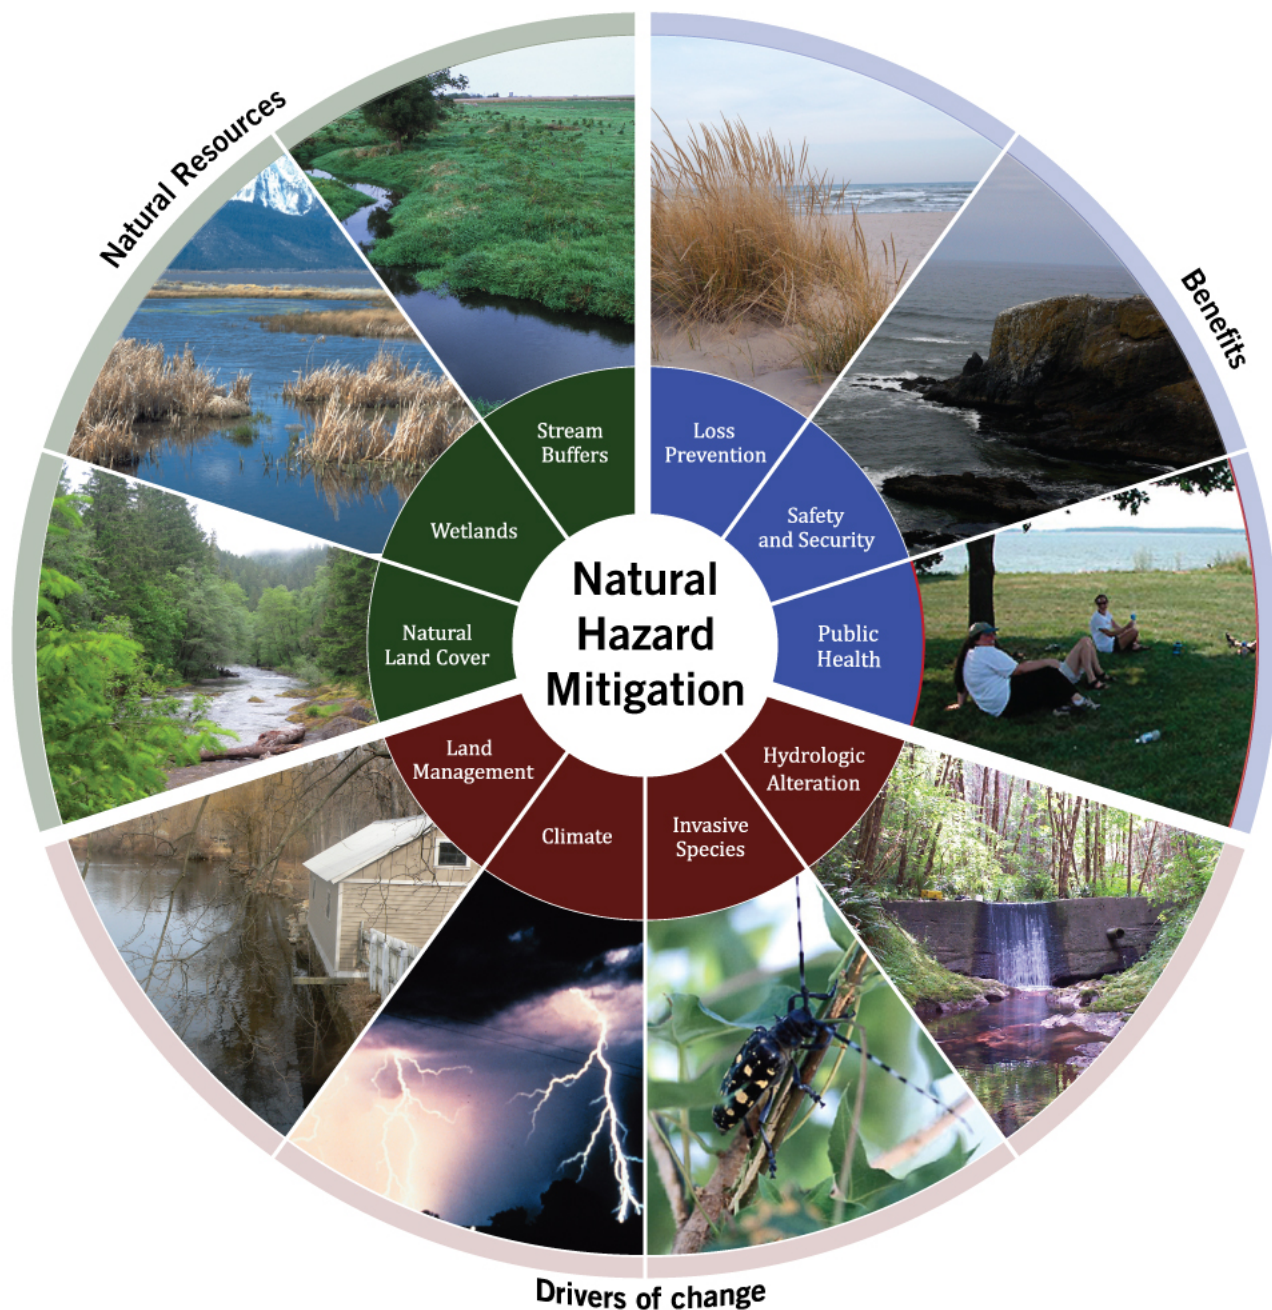 Natural Resources
Benefits
Stream
Buffers
Loss
Prevention
Wetlands
Safety
and Security
Natural
Land Cover
Natural
Hazard
Mitigation
Public
Health
Land
Management
Climate
Invasive
Species
Hydrologic
Alteration
Drivers of change